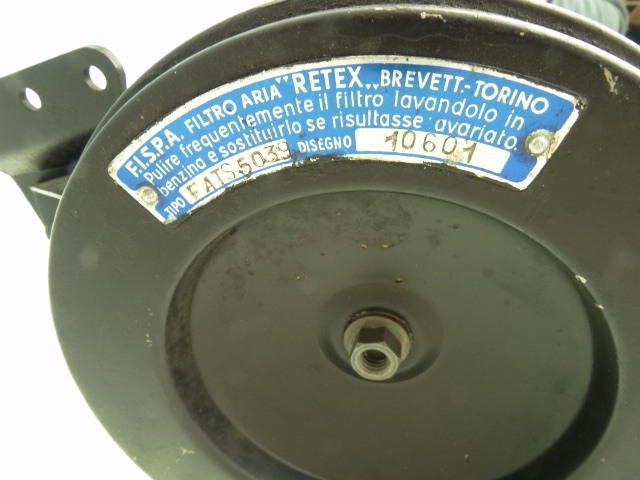 F.I.S.P.A. FILTRO ARIA "RETEX„ BREVETT.-TORINO
Pulire frequentemente il filtro lavandolo in
benzina e sostituirlo se risultasse avariato.
TIPO FATS5039 DISEGNO 10601